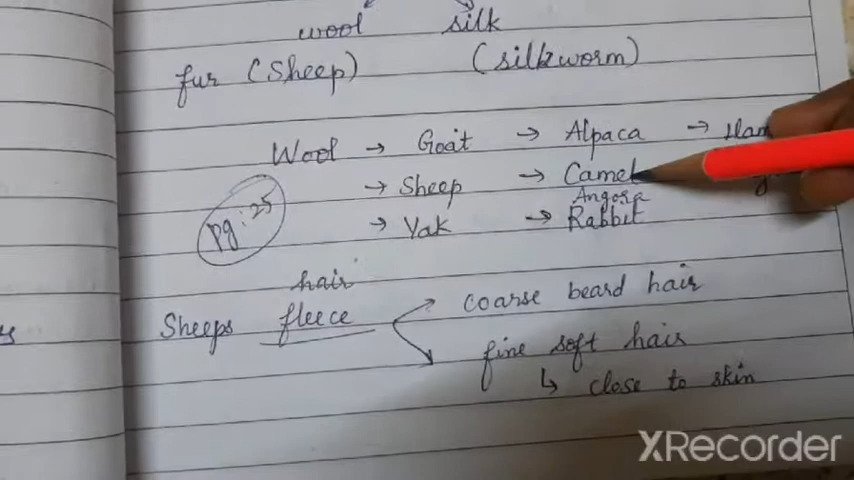 wool silk
fur (Sheep) (silkworm)
Wool → Goat → Alpaca →
→ Sheep → Camel
Angora
pg: 25 → Yak → Rabbit
hair
Sheeps fleece coarse beard hair
fine soft hair
↳ close to skin
XRecorder